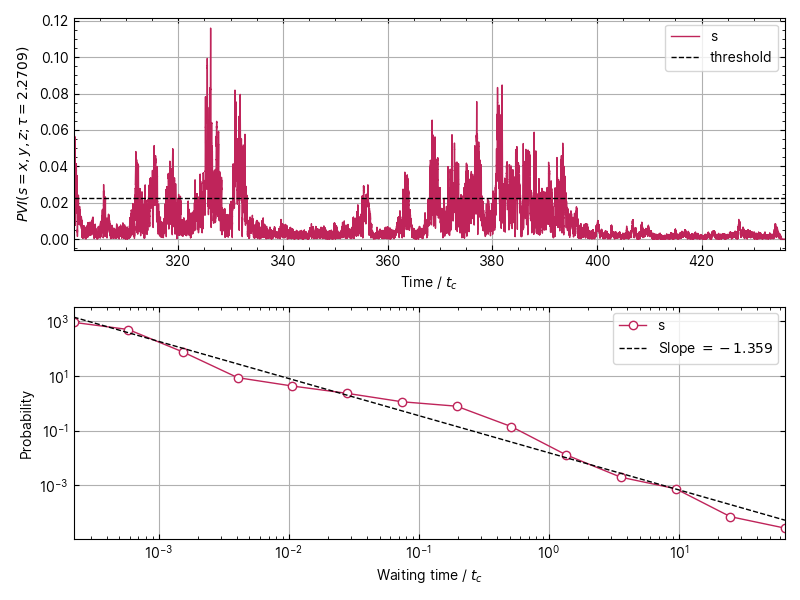 PVI(s = x, y, z; τ = 2.2709)
0.12
0.10
0.08
0.06
0.04
0.02
0.00
s
threshold
320
340
360
380
400
420
Time / t_c
Probability
10^3
10^1
10^-1
10^-3
s
Slope = −1.359
10^-3
10^-2
10^-1
10^0
10^1
Waiting time / t_c